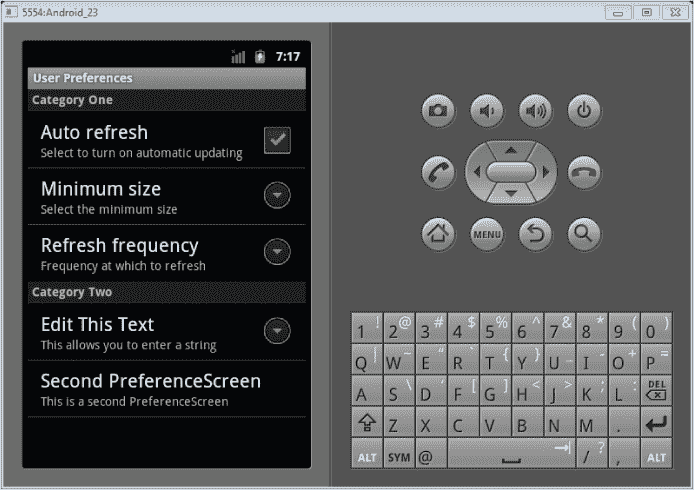 5554:Android_23
7:17
User Preferences
Category One
Auto refresh
Select to turn on automatic updating
Minimum size
Select the minimum size
Refresh frequency
Frequency at which to refresh
Category Two
Edit This Text
This allows you to enter a string
Second PreferenceScreen
This is a second PreferenceScreen
MENU
1 ! 2 @ 3 # 4 $ 5 % 6 ^ 7 & 8 * 9 ( 0 )
Q | W ~ E " R ` T { Y } U _ I - O + P =
A S \ D ' F [ G ] H < J > K ; L : DEL
Z X C V B N M .
ALT SYM @ / ? , ALT